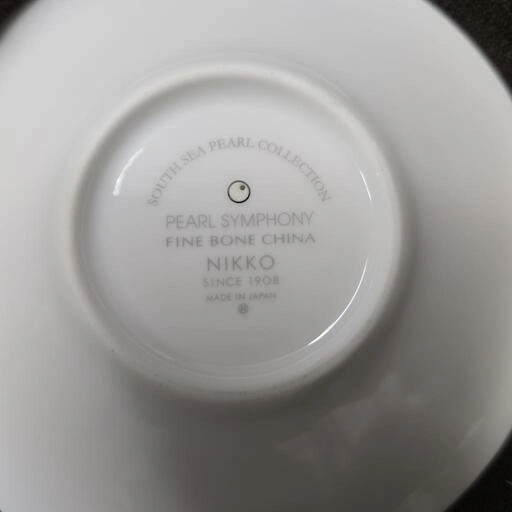 SOUTH SEA PEARL COLLECTION
PEARL SYMPHONY
FINE BONE CHINA
NIKKO
SINCE 1908
MADE IN JAPAN